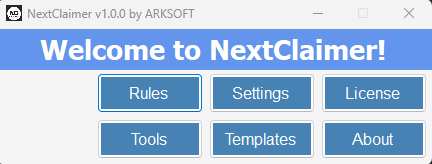 NextClaimer v1.0.0 by ARKSOFT
Welcome to NextClaimer!
Rules Settings License
Tools Templates About